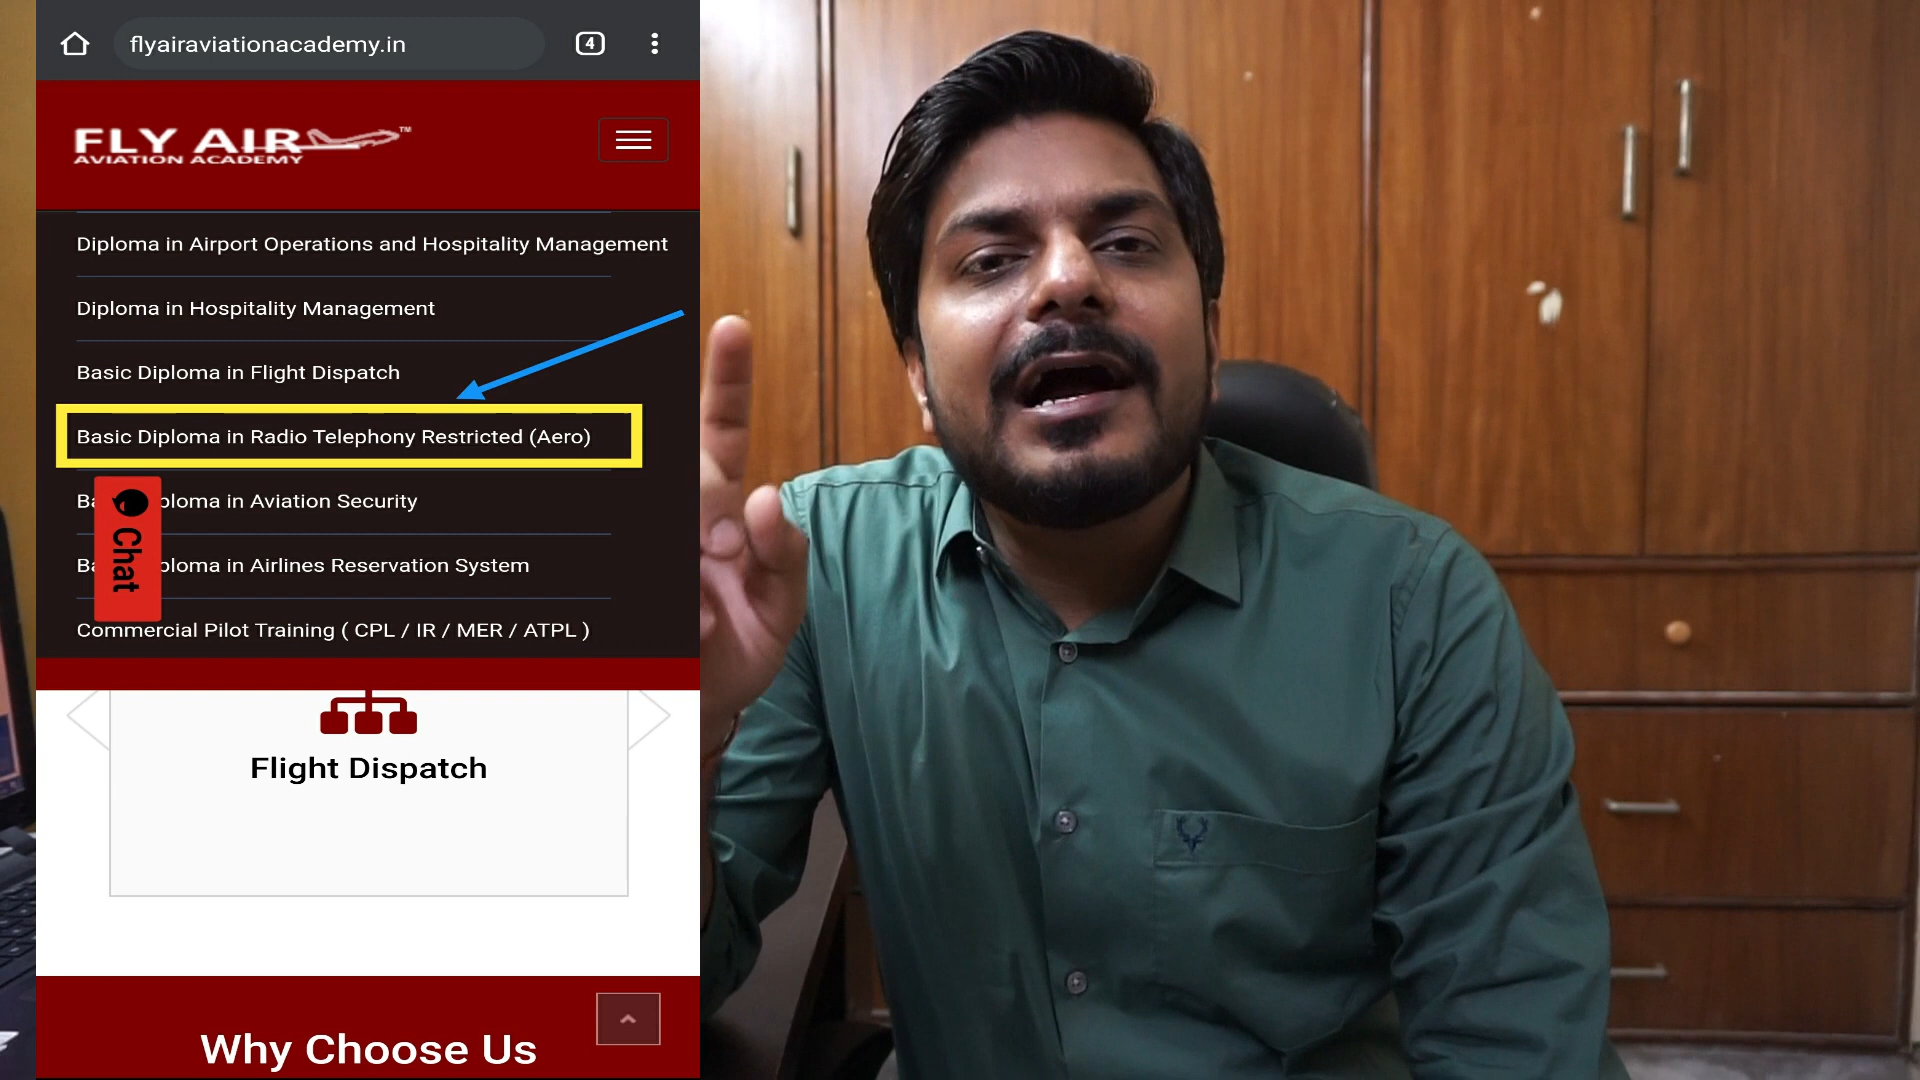 flyairaviationacademy.in
4
FLY AIR
TM
AVIATION ACADEMY
Diploma in Airport Operations and Hospitality Management
Diploma in Hospitality Management
Basic Diploma in Flight Dispatch
Basic Diploma in Radio Telephony Restricted (Aero)
Ba ploma in Aviation Security
Ba ploma in Airlines Reservation System
Chat
Commercial Pilot Training ( CPL / IR / MER / ATPL )
Flight Dispatch
Why Choose Us